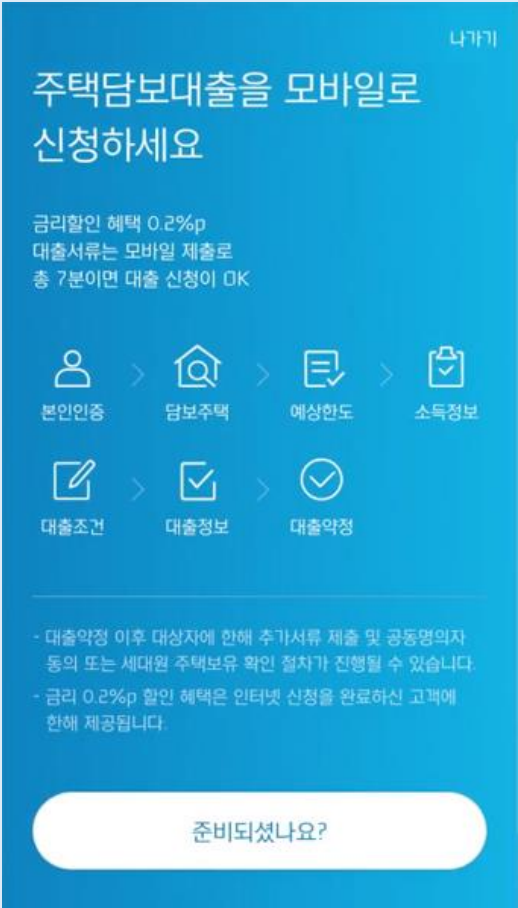 나가기
주택담보대출을 모바일로
신청하세요
금리할인 혜택 0.2%p
대출서류는 모바일 제출로
총 7분이면 대출 신청이 OK
본인인증 > 담보주택 > 예상한도 > 소득정보
대출조건 > 대출정보 > 대출약정
- 대출약정 이후 대상자에 한해 추가서류 제출 및 공동명의자
동의 또는 세대원 주택보유 확인 절차가 진행될 수 있습니다.
- 금리 0.2%p 할인 혜택은 인터넷 신청을 완료하신 고객에
한해 제공됩니다.
준비되셨나요?